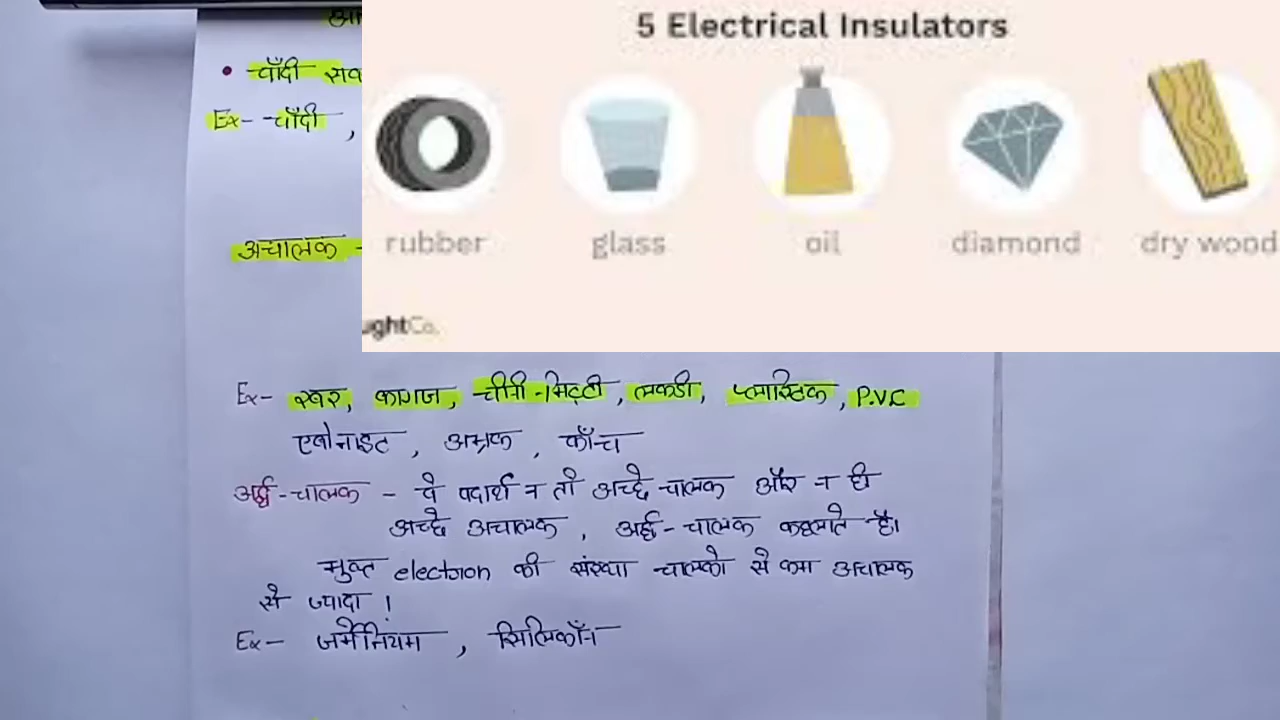 • चाँदी सव
Ex- चाँदी ,
अचालक -
5 Electrical Insulators
rubber glass oil diamond dry wood
ughtCo.
Ex- रबर, कागज, चीनी-मिट्टी, लकडी, प्लास्टिक, P.V.C
एबोनाइट , अभ्रक , काँच
अर्द्ध-चालक - वे पदार्थ न तो अच्छे चालक और न ही
अच्छे अचालक , अर्द्ध-चालक कहलाते है।
मुक्त electron की संख्या चालको से कम अचालक
से ज्यादा ।
Ex- जर्मेनियम , सिलिकॉन